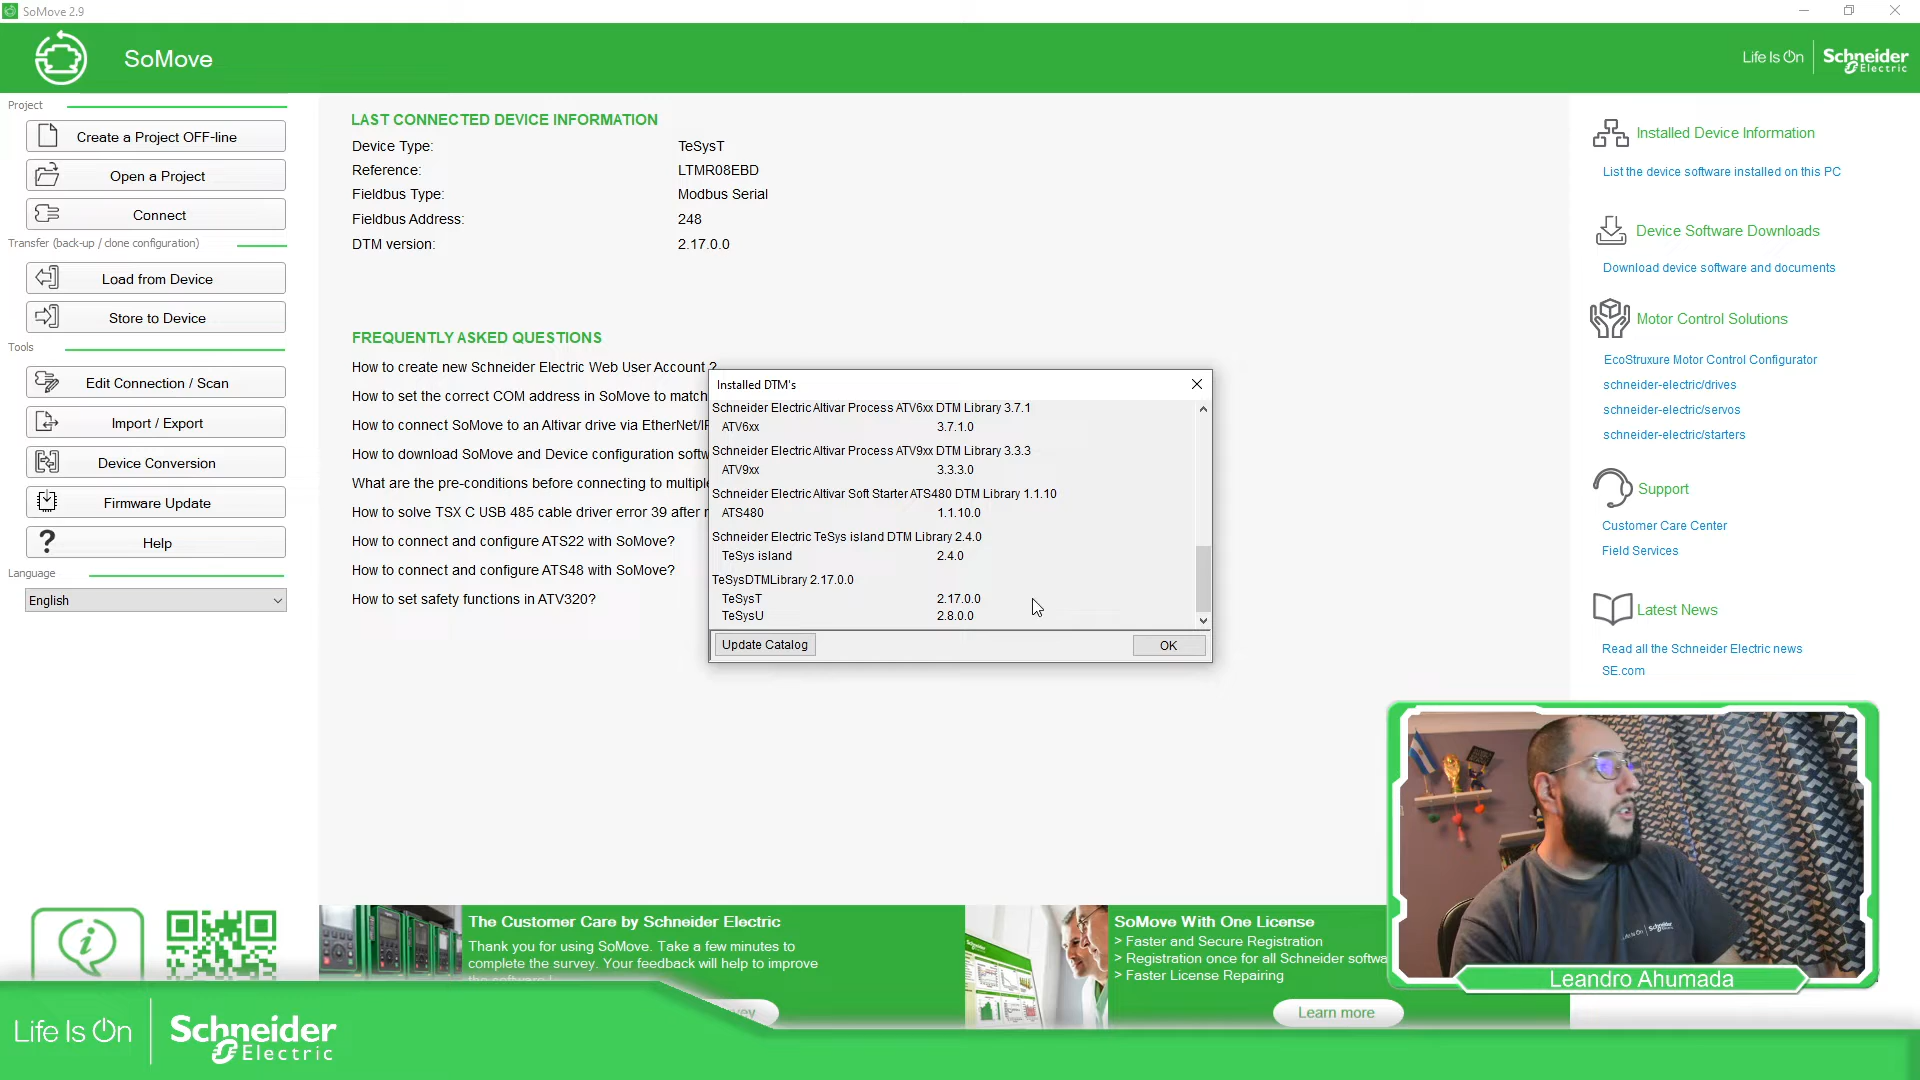 SoMove 2.9
SoMove
Life Is On
Schneider
Electric
Project
Create a Project OFF-line
Open a Project
Connect
Transfer (back-up / clone configuration)
Load from Device
Store to Device
Tools
Edit Connection / Scan
Import / Export
Device Conversion
Firmware Update
Help
Language
English
LAST CONNECTED DEVICE INFORMATION
Device Type: TeSysT
Reference: LTMR08EBD
Fieldbus Type: Modbus Serial
Fieldbus Address: 248
DTM version: 2.17.0.0
FREQUENTLY ASKED QUESTIONS
How to create new Schneider Electric Web User Account ?
How to set the correct COM address in SoMove to match
How to connect SoMove to an Altivar drive via EtherNet/IP
How to download SoMove and Device configuration softw
What are the pre-conditions before connecting to multiple
How to solve TSX C USB 485 cable driver error 39 after r
How to connect and configure ATS22 with SoMove?
How to connect and configure ATS48 with SoMove?
How to set safety functions in ATV320?
Installed DTM's
Schneider Electric Altivar Process ATV6xx DTM Library 3.7.1
ATV6xx 3.7.1.0
Schneider Electric Altivar Process ATV9xx DTM Library 3.3.3
ATV9xx 3.3.3.0
Schneider Electric Altivar Soft Starter ATS480 DTM Library 1.1.10
ATS480 1.1.10.0
Schneider Electric TeSys island DTM Library 2.4.0
TeSys island 2.4.0
TeSysDTMLibrary 2.17.0.0
TeSysT 2.17.0.0
TeSysU 2.8.0.0
Update Catalog
OK
Installed Device Information
List the device software installed on this PC
Device Software Downloads
Download device software and documents
Motor Control Solutions
EcoStruxure Motor Control Configurator
schneider-electric/drives
schneider-electric/servos
schneider-electric/starters
Support
Customer Care Center
Field Services
Latest News
Read all the Schneider Electric news
SE.com
The Customer Care by Schneider Electric
Thank you for using SoMove. Take a few minutes to
complete the survey. Your feedback will help to improve
SoMove With One License
> Faster and Secure Registration
> Registration once for all Schneider softwa
> Faster License Repairing
Learn more
Leandro Ahumada
Life Is On
Schneider
Electric